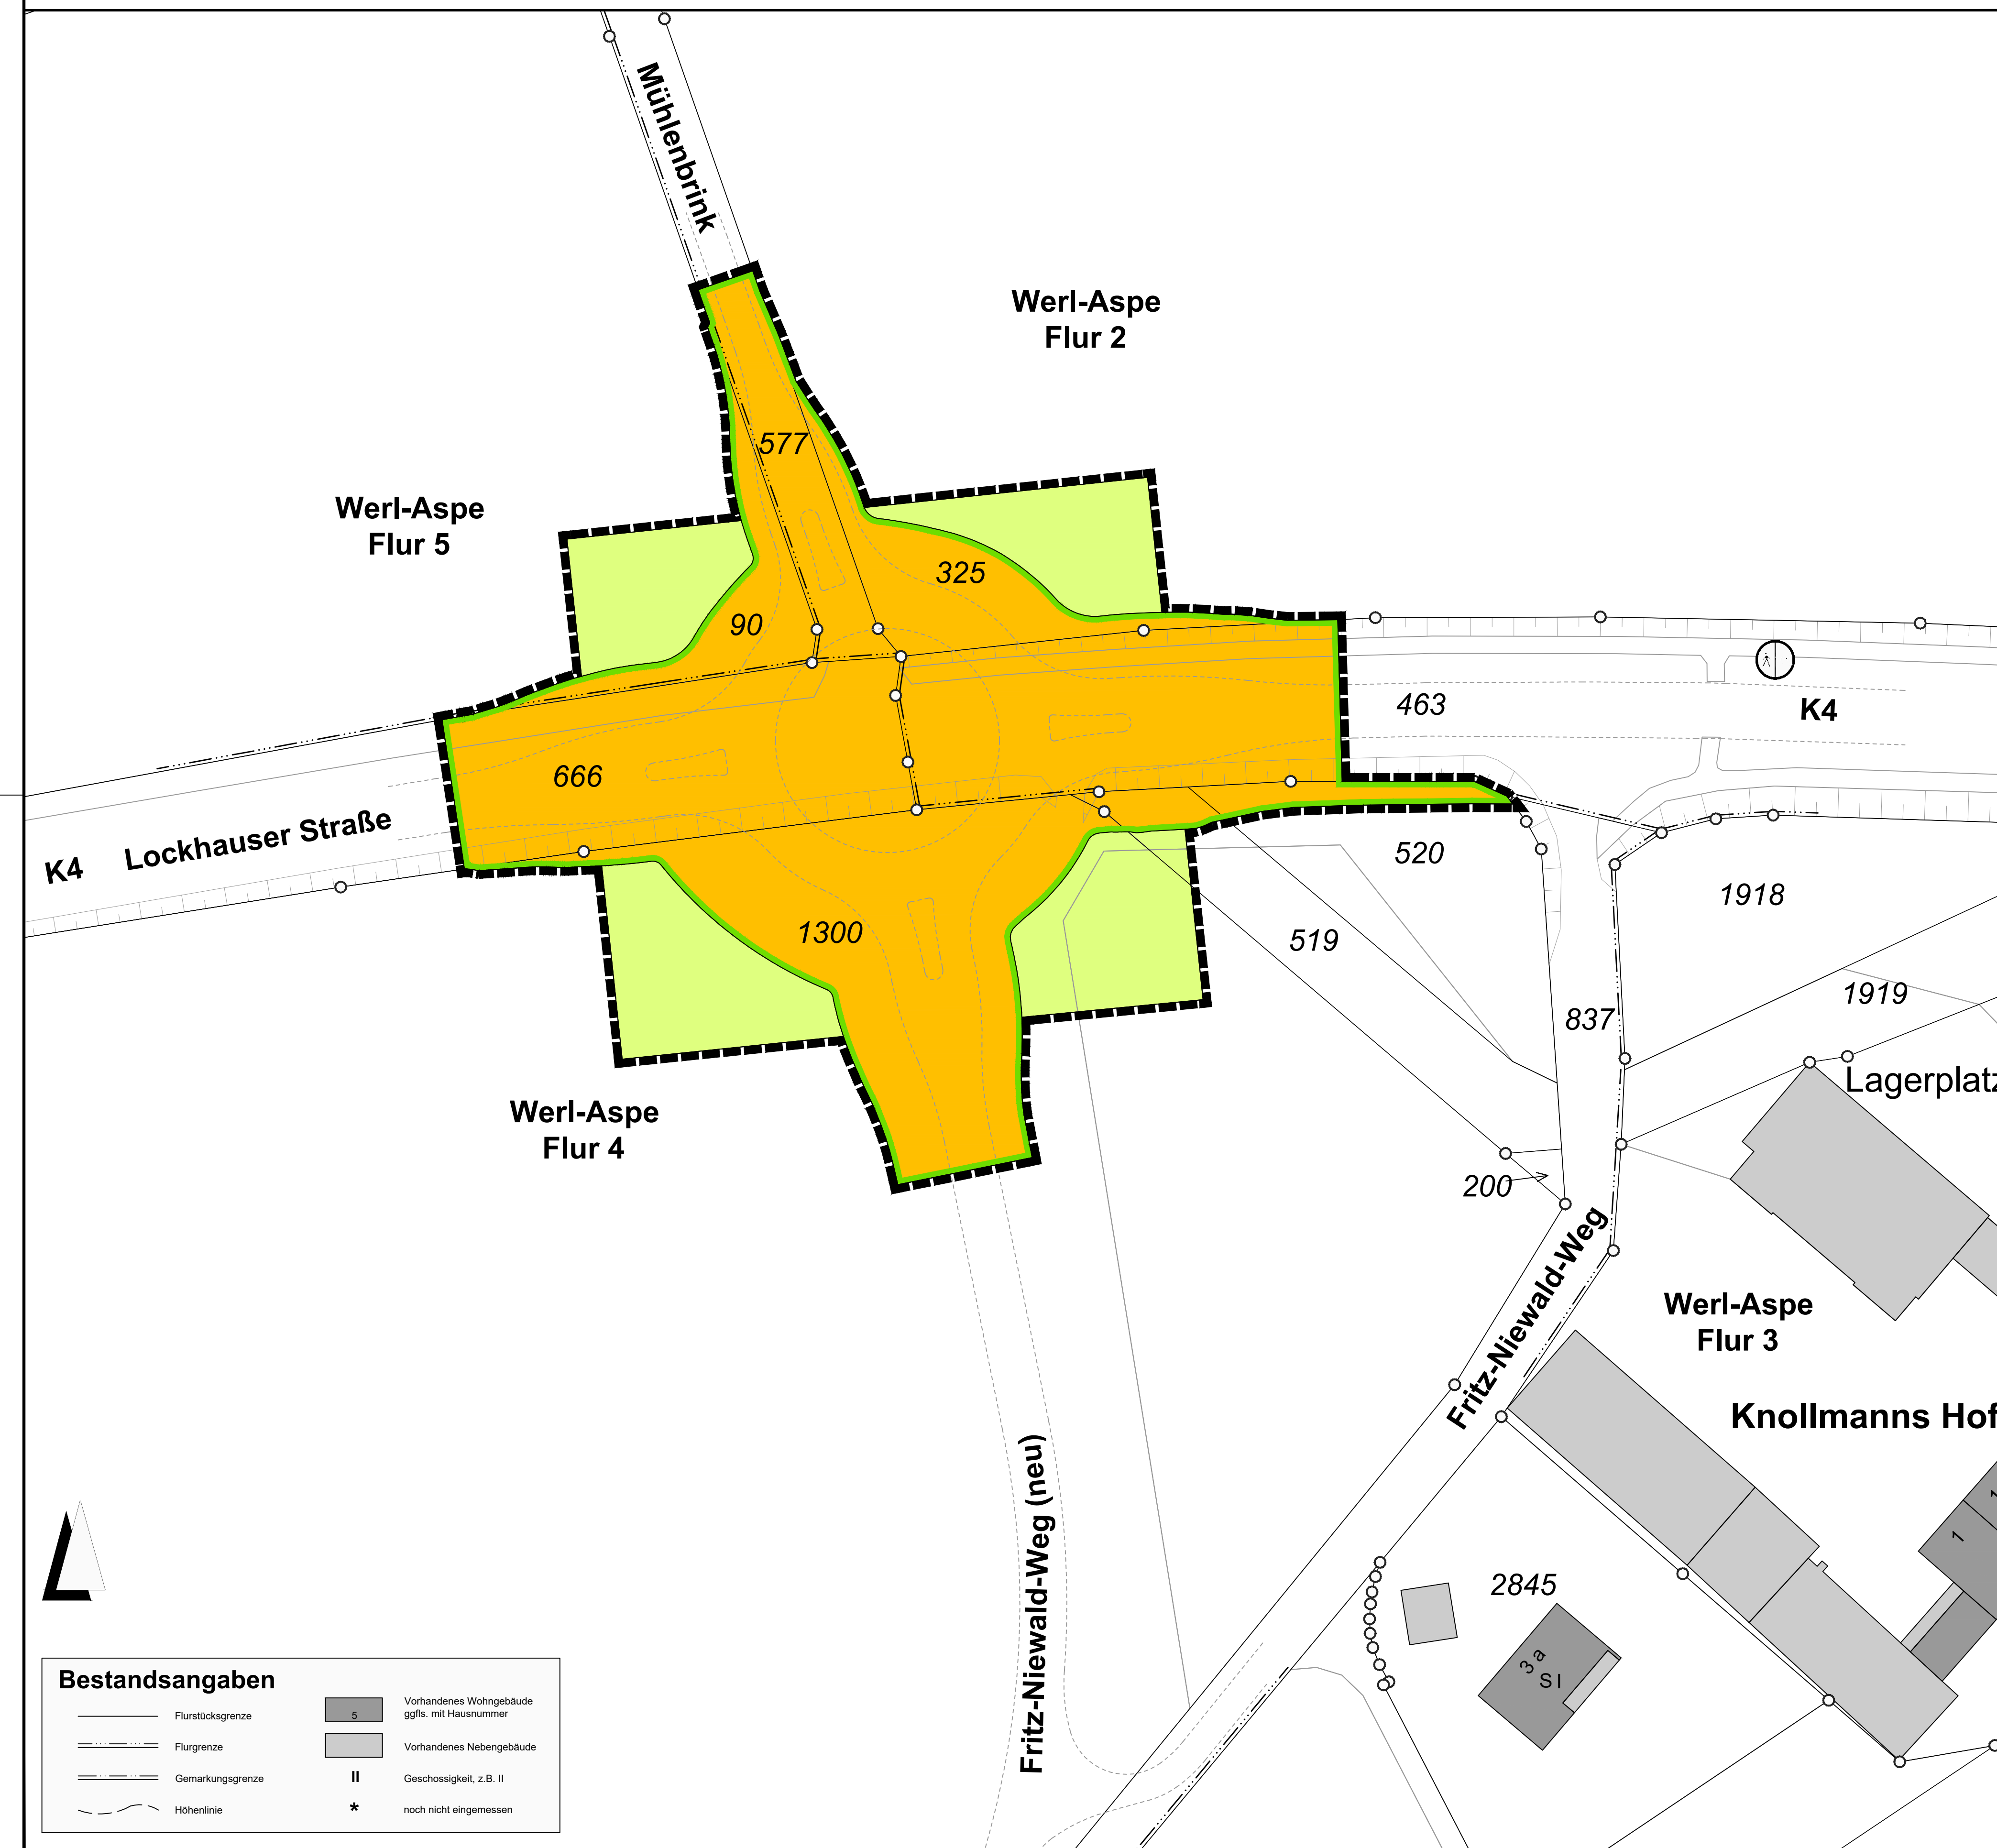 Mühlenbrink
Werl-Aspe
Flur 2
577
Werl-Aspe
Flur 5
325
90
463
K4
666
Lockhauser Straße
K4
520
1918
1300
519
1919
837
Lagerplatz
Werl-Aspe
Flur 4
200
Fritz-Niewald-Weg
Werl-Aspe
Flur 3
Knollmanns Hof
Fritz-Niewald-Weg (neu)
1
2845
3 a
S I
Bestandsangaben
Flurstücksgrenze
Flurgrenze
Gemarkungsgrenze
Höhenlinie
5
Vorhandenes Wohngebäude
ggfls. mit Hausnummer
Vorhandenes Nebengebäude
II
Geschossigkeit, z.B. II
*
noch nicht eingemessen